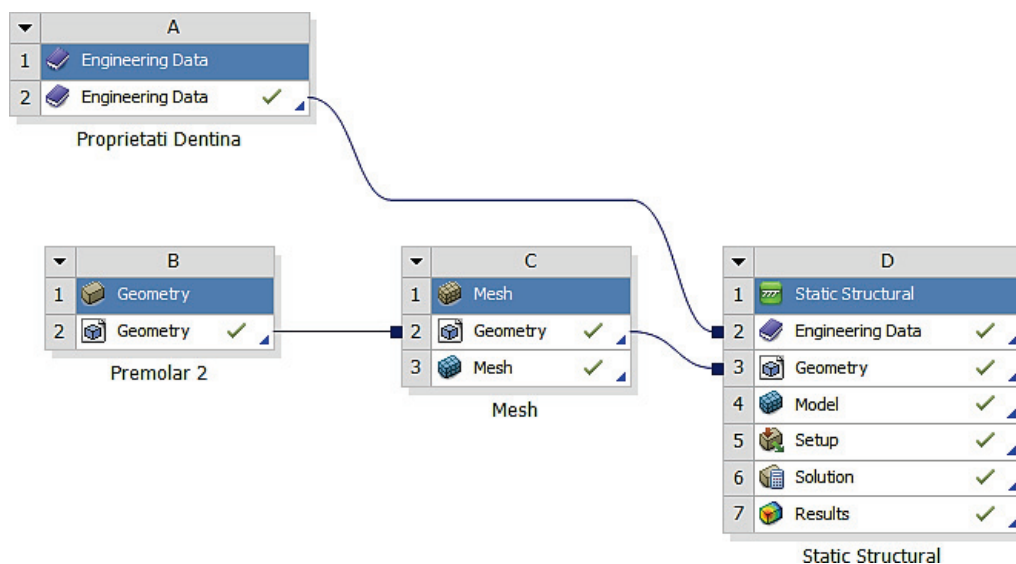 A
1 Engineering Data
2 Engineering Data
Proprietati Dentina
B
1 Geometry
2 Geometry
Premolar 2
C
1 Mesh
2 Geometry
3 Mesh
Mesh
D
1 Static Structural
2 Engineering Data
3 Geometry
4 Model
5 Setup
6 Solution
7 Results
Static Structural